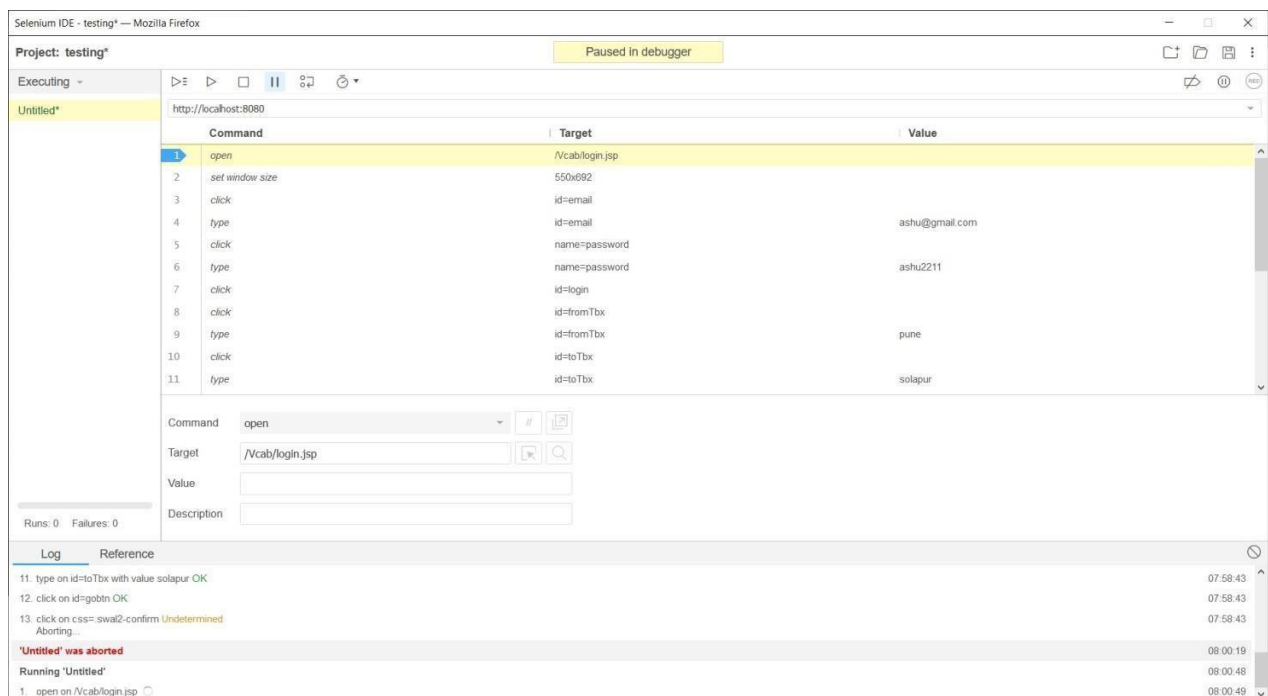 Selenium IDE - testing* — Mozilla Firefox
Project: testing*
Paused in debugger
Executing
Untitled*
http://localhost:8080
Command Target Value
1 open /Vcab/login.jsp
2 set window size 550x692
3 click id=email
4 type id=email ashu@gmail.com
5 click name=password
6 type name=password ashu2211
7 click id=login
8 click id=fromTbx
9 type id=fromTbx pune
10 click id=toTbx
11 type id=toTbx solapur
Command open //
Target /Vcab/login.jsp
Value
Description
Runs: 0 Failures: 0
Log Reference
11. type on id=toTbx with value solapur OK 07:58:43
12. click on id=gobtn OK 07:58:43
13. click on css=.swal2-confirm Undetermined 07:58:43
Aborting...
'Untitled' was aborted 08:00:19
Running 'Untitled' 08:00:48
1. open on /Vcab/login.jsp 08:00:49